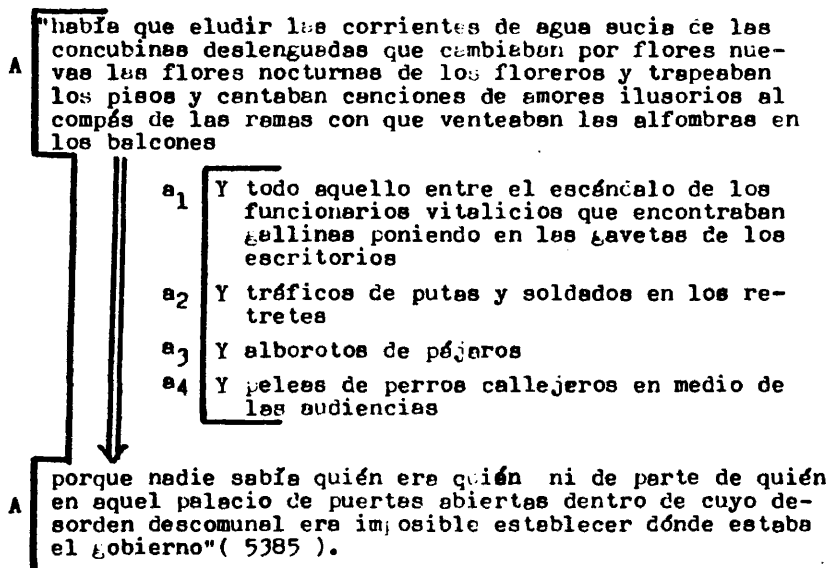 "había que eludir las corrientes de agua sucia de las
concubinas deslenguadas que cambiaban por flores nue-
vas las flores nocturnas de los floreros y trapeaban
A los pisos y cantaban canciones de amores ilusorios al
compás de las ramas con que venteaban las alfombras en
los balcones
a1 Y todo aquello entre el escándalo de los
funcionarios vitalicios que encontraban
gallinas poniendo en las gavetas de los
escritorios
a2 Y tráficos de putas y soldados en los re-
tretes
a3 Y alborotos de pájaros
a4 Y peleas de perros callejeros en medio de
las audiencias
porque nadie sabía quién era quién ni de parte de quién
A en aquel palacio de puertas abiertas dentro de cuyo de-
sorden descomunal era imposible establecer dónde estaba
el gobierno"( 5385 ).